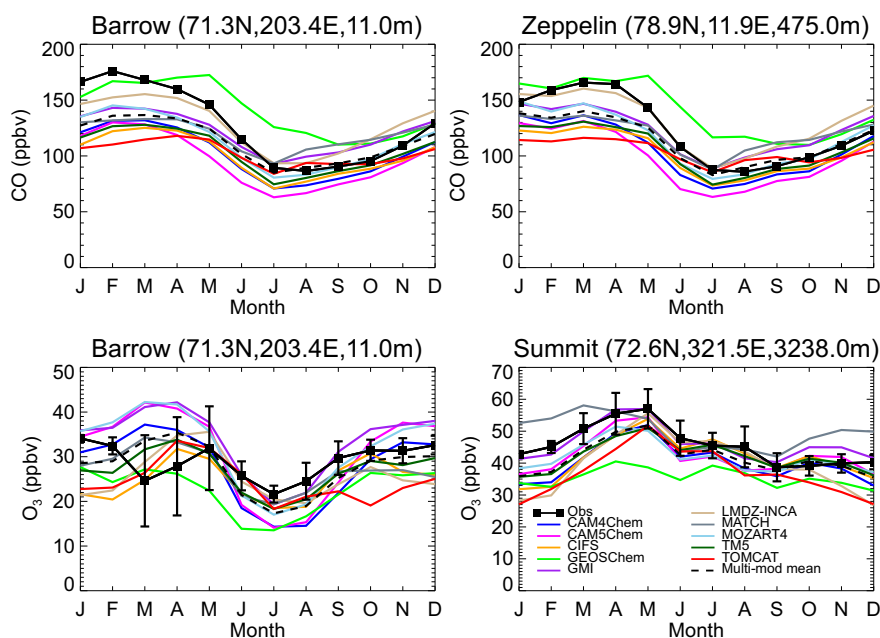 Barrow (71.3N,203.4E,11.0m)
200
150
100
50
0
CO (ppbv)
J F M A M J J A S O N D
Month
Zeppelin (78.9N,11.9E,475.0m)
200
150
100
50
0
CO (ppbv)
J F M A M J J A S O N D
Month
Barrow (71.3N,203.4E,11.0m)
50
40
30
20
10
0
O3 (ppbv)
J F M A M J J A S O N D
Month
Summit (72.6N,321.5E,3238.0m)
70
60
50
40
30
20
10
0
O3 (ppbv)
Obs
CAM4Chem
CAM5Chem
CIFS
GEOSChem
GMI
LMDZ-INCA
MATCH
MOZART4
TM5
TOMCAT
Multi-mod mean
J F M A M J J A S O N D
Month